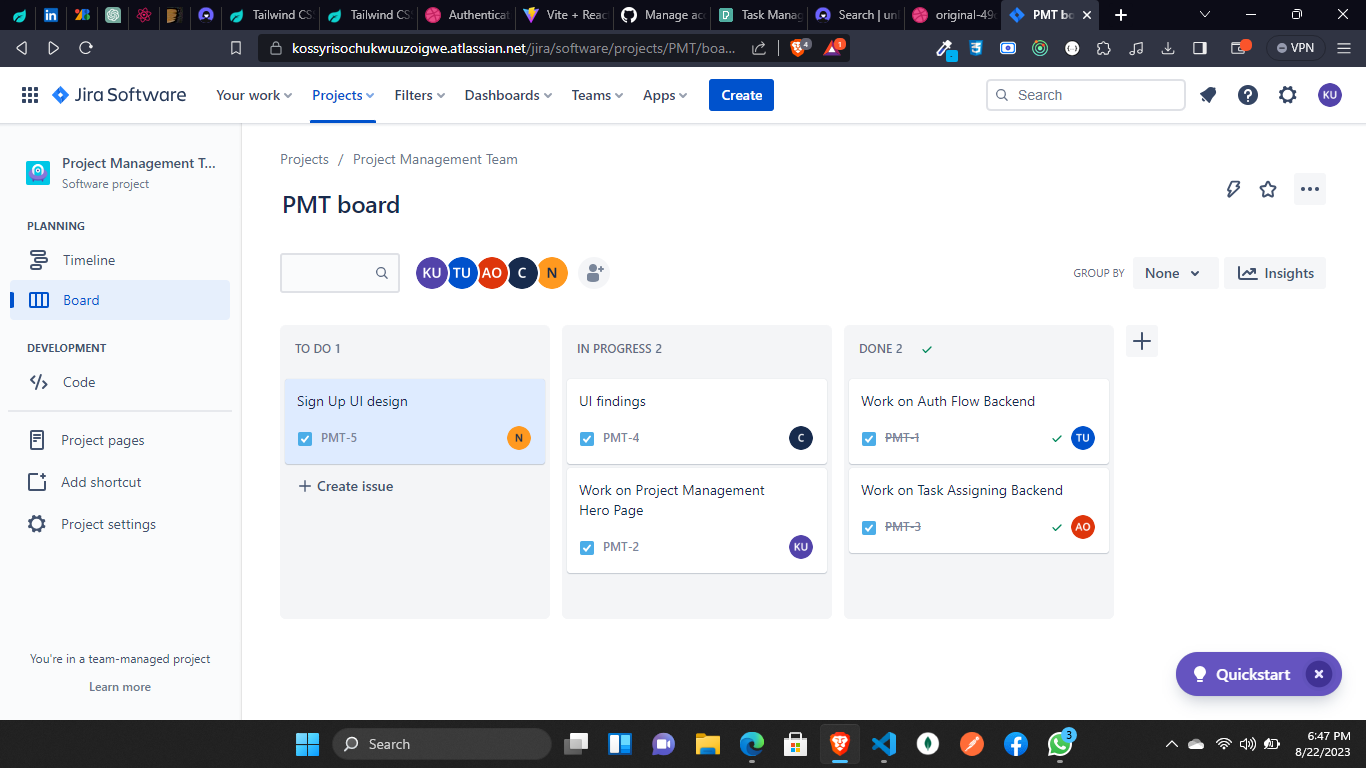 Tailwind CS
Tailwind CS
Authenticat
Vite + Reac
Manage acc
Task Manag
Search | un
original-49
PMT bo
kossyrisochukwuuzoigwe.atlassian.net/jira/software/projects/PMT/boa...
4
1
VPN
Jira Software
Your work
Projects
Filters
Dashboards
Teams
Apps
Create
Search
KU
Project Management T...
Software project
PLANNING
Timeline
Board
DEVELOPMENT
Code
Project pages
Add shortcut
Project settings
You're in a team-managed project
Learn more
Projects / Project Management Team
PMT board
KU TU AO C N
GROUP BY None Insights
TO DO 1
Sign Up UI design
PMT-5 N
Create issue
IN PROGRESS 2
UI findings
PMT-4 C
Work on Project Management
Hero Page
PMT-2 KU
DONE 2
Work on Auth Flow Backend
PMT-1 TU
Work on Task Assigning Backend
PMT-3 AO
Quickstart
Search
3
6:47 PM
8/22/2023